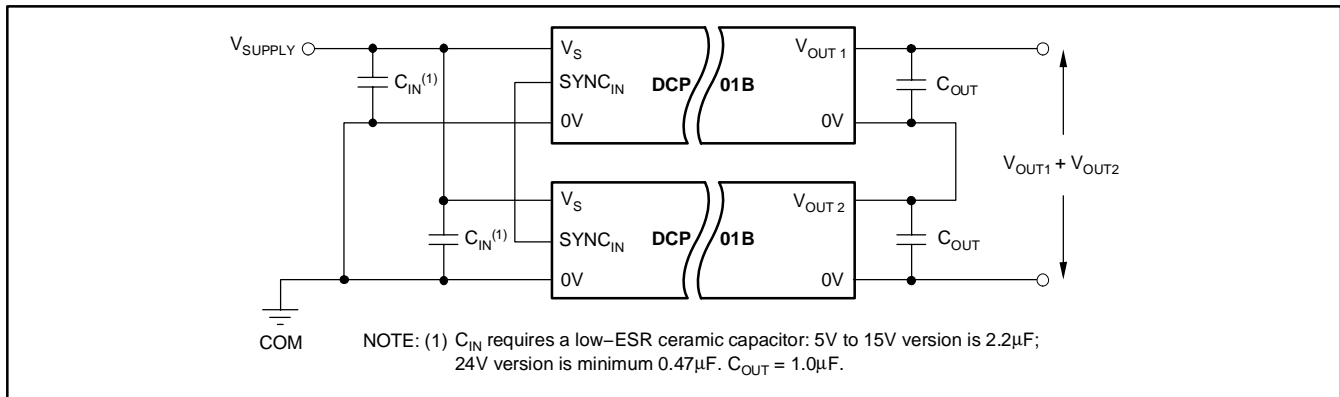 VSUPPLY
CIN(1)
VS
SYNCIN
0V
DCP 01B
VOUT 1
0V
COUT
VOUT1 + VOUT2
CIN(1)
VS
SYNCIN
0V
DCP 01B
VOUT 2
0V
COUT
COM
NOTE: (1) CIN requires a low−ESR ceramic capacitor: 5V to 15V version is 2.2µF;
24V version is minimum 0.47µF. COUT = 1.0µF.